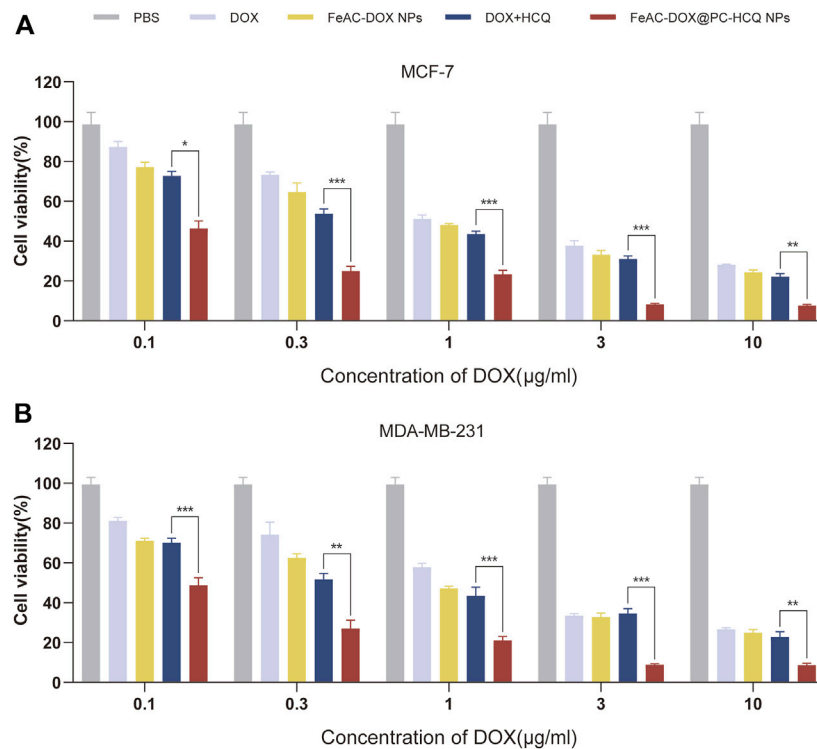 A
PBS DOX FeAC-DOX NPs DOX+HCQ FeAC-DOX@PC-HCQ NPs
MCF-7
Cell viability(%)
120
100
80
60
40
20
0
* *** *** *** **
0.1 0.3 1 3 10
Concentration of DOX(μg/ml)
B
MDA-MB-231
Cell viability(%)
120
100
80
60
40
20
0
*** ** *** *** **
0.1 0.3 1 3 10
Concentration of DOX(μg/ml)